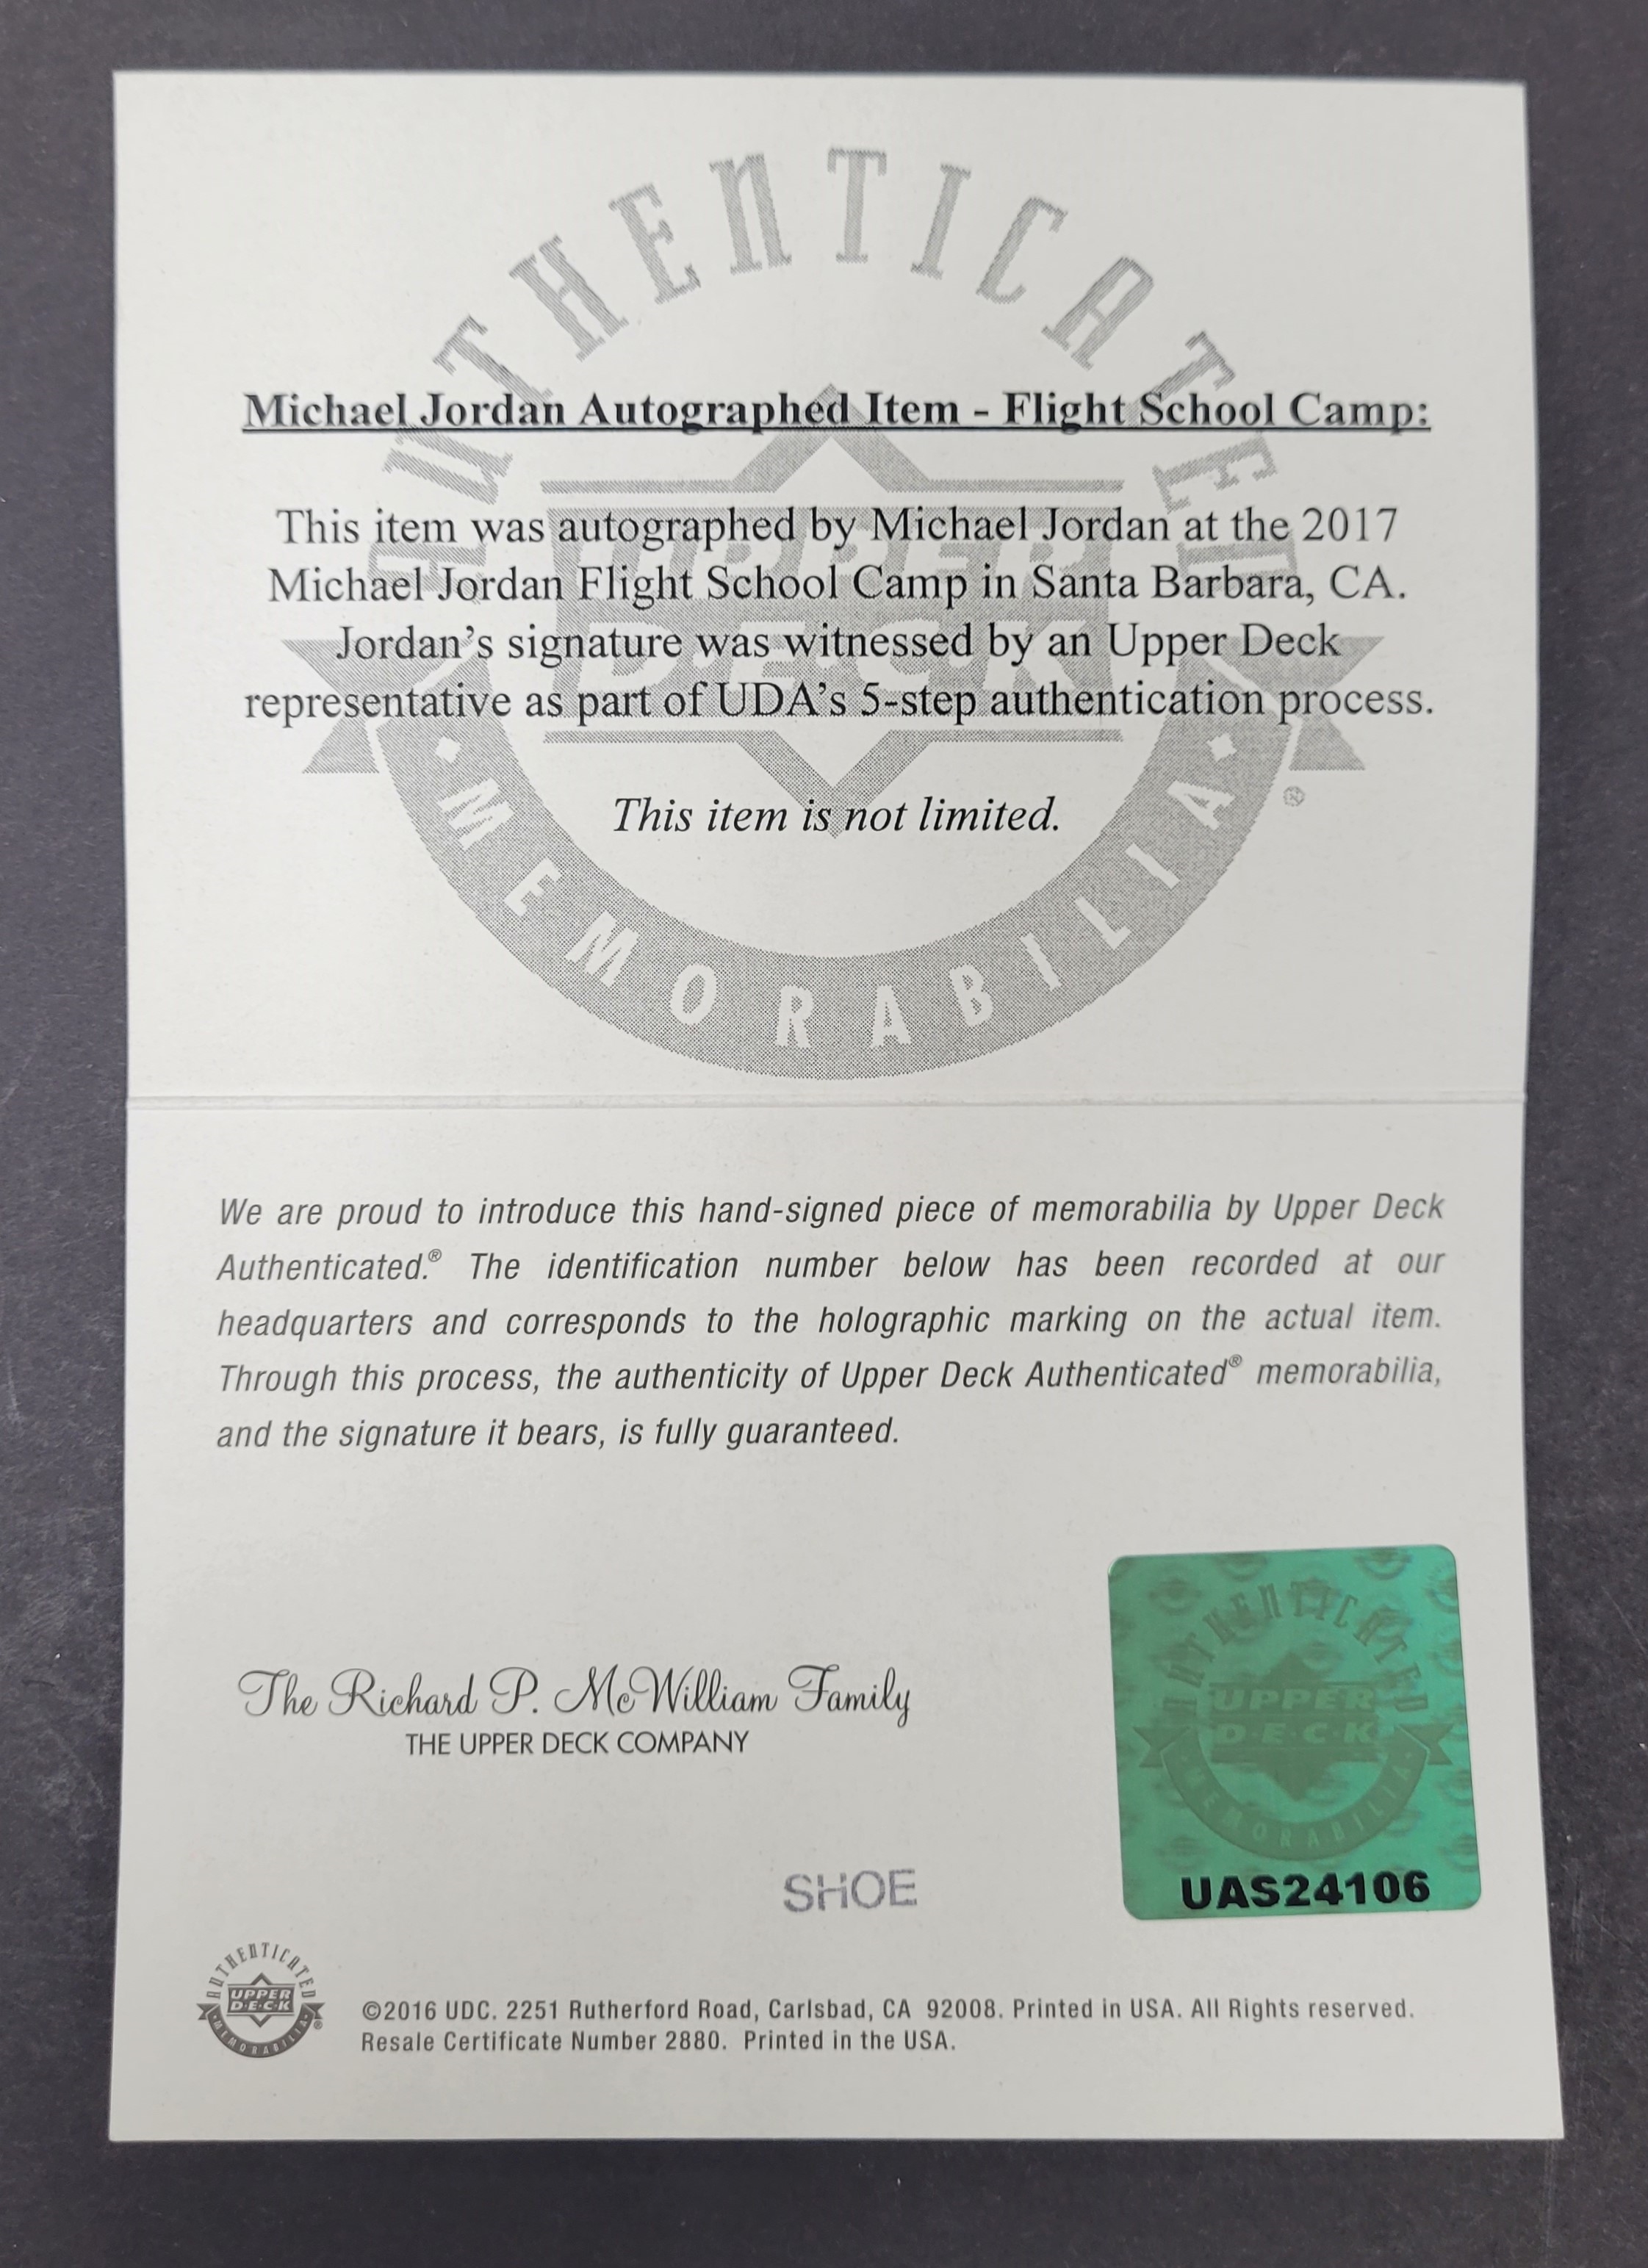 AUTHENTICATED
Michael Jordan Autographed Item - Flight School Camp:
UPPER
DECK
This item was autographed by Michael Jordan at the 2017
Michael Jordan Flight School Camp in Santa Barbara, CA.
Jordan's signature was witnessed by an Upper Deck
representative as part of UDA's 5-step authentication process.
This item is not limited.
MEMORABILIA
®
We are proud to introduce this hand-signed piece of memorabilia by Upper Deck
Authenticated.® The identification number below has been recorded at our
headquarters and corresponds to the holographic marking on the actual item.
Through this process, the authenticity of Upper Deck Authenticated® memorabilia,
and the signature it bears, is fully guaranteed.
The Richard P. McWilliam Family
THE UPPER DECK COMPANY
AUTHENTICATED
UPPER
D·E·C·K
MEMORABILIA
UAS24106
SHOE
AUTHENTICATED
UPPER
D·E·C·K
MEMORABILIA
®
©2016 UDC. 2251 Rutherford Road, Carlsbad, CA 92008. Printed in USA. All Rights reserved.
Resale Certificate Number 2880. Printed in the USA.